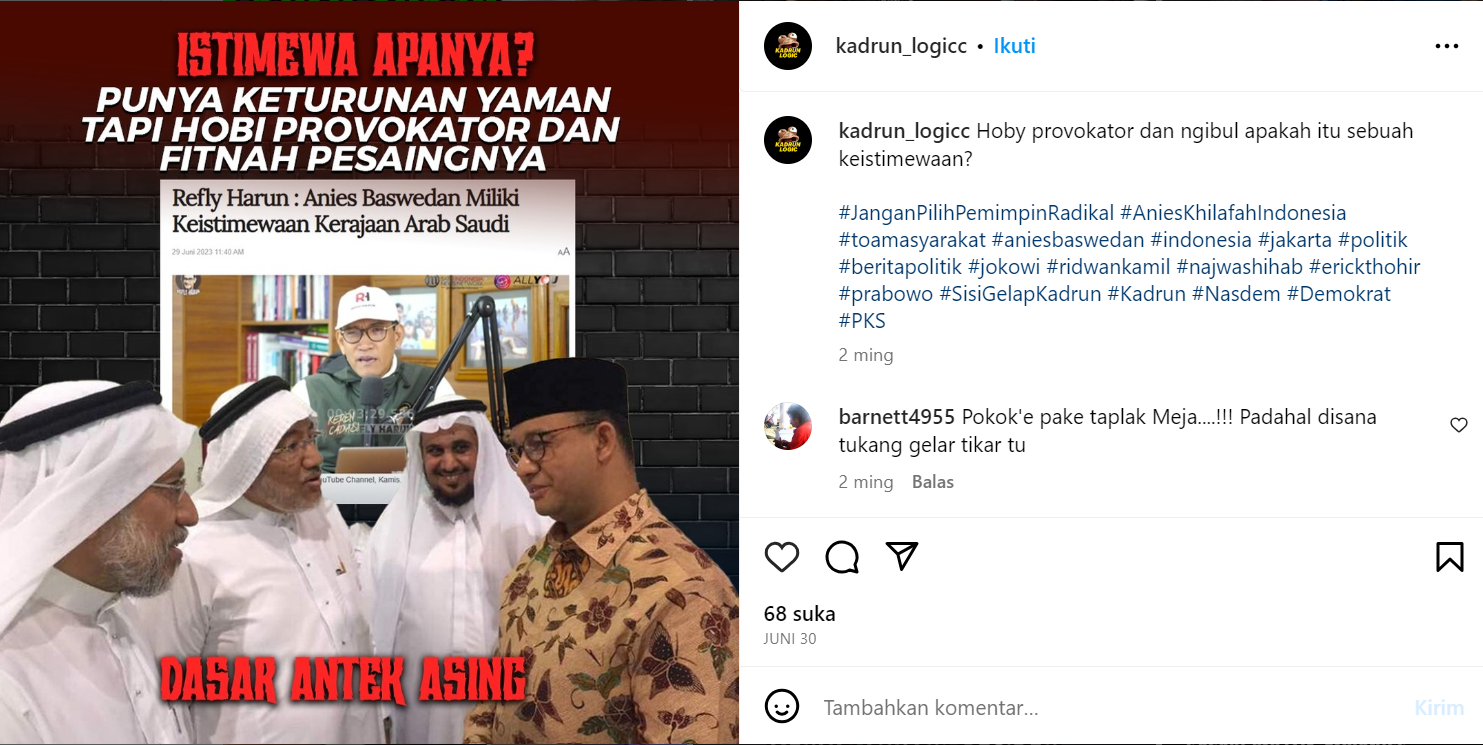 ISTIMEWA APANYA?
PUNYA KETURUNAN YAMAN
TAPI HOBI PROVOKATOR DAN
FITNAH PESAINGNYA
Refly Harun : Anies Baswedan Miliki
Keistimewaan Kerajaan Arab Saudi
29 Juni 2023 11:40 AM
AA
RH
uTube Channel, Kamis,
DASAR ANTEK ASING
KADRUN
LOGIC
kadrun_logicc • Ikuti
KADRUN
LOGIC
kadrun_logicc Hoby provokator dan ngibul apakah itu sebuah
keistimewaan?
#JanganPilihPemimpinRadikal #AniesKhilafahIndonesia
#toamasyarakat #aniesbaswedan #indonesia #jakarta #politik
#beritapolitik #jokowi #ridwankamil #najwashihab #erickthohir
#prabowo #SisiGelapKadrun #Kadrun #Nasdem #Demokrat
#PKS
2 ming
barnett4955 Pokok'e pake taplak Meja....!!! Padahal disana
tukang gelar tikar tu
2 ming Balas
68 suka
JUNI 30
Tambahkan komentar...
Kirim